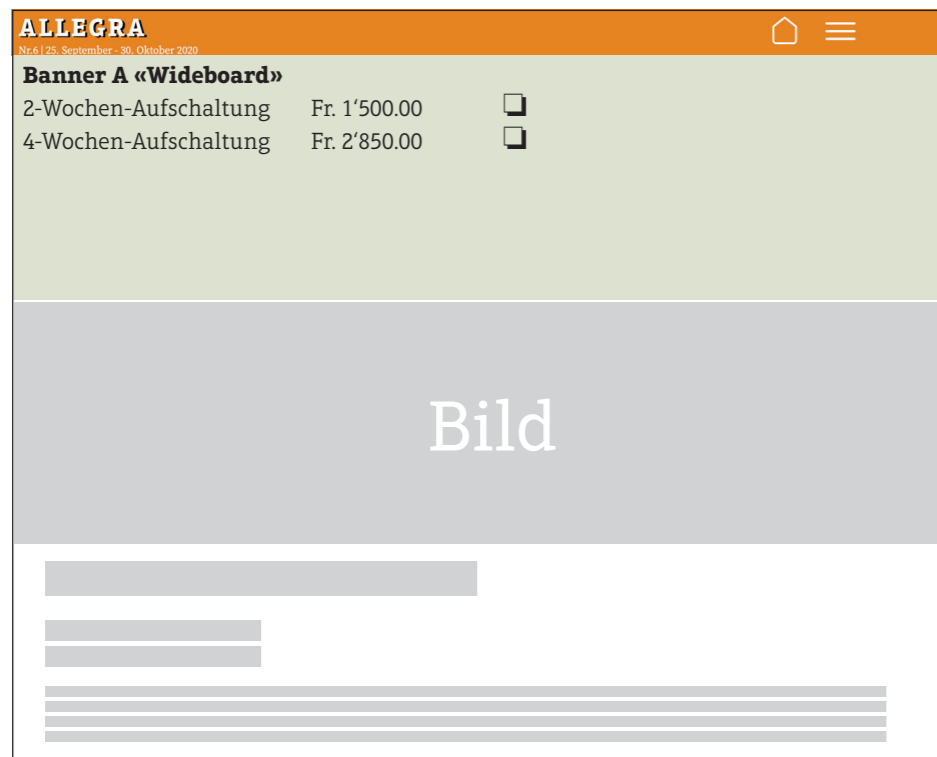 ALLEGRA
Nr.6 | 25. September - 30. Oktober 2020
Banner A «Wideboard»
2-Wochen-Aufschaltung Fr. 1‘500.00 ❏
4-Wochen-Aufschaltung Fr. 2‘850.00 ❏
Bild